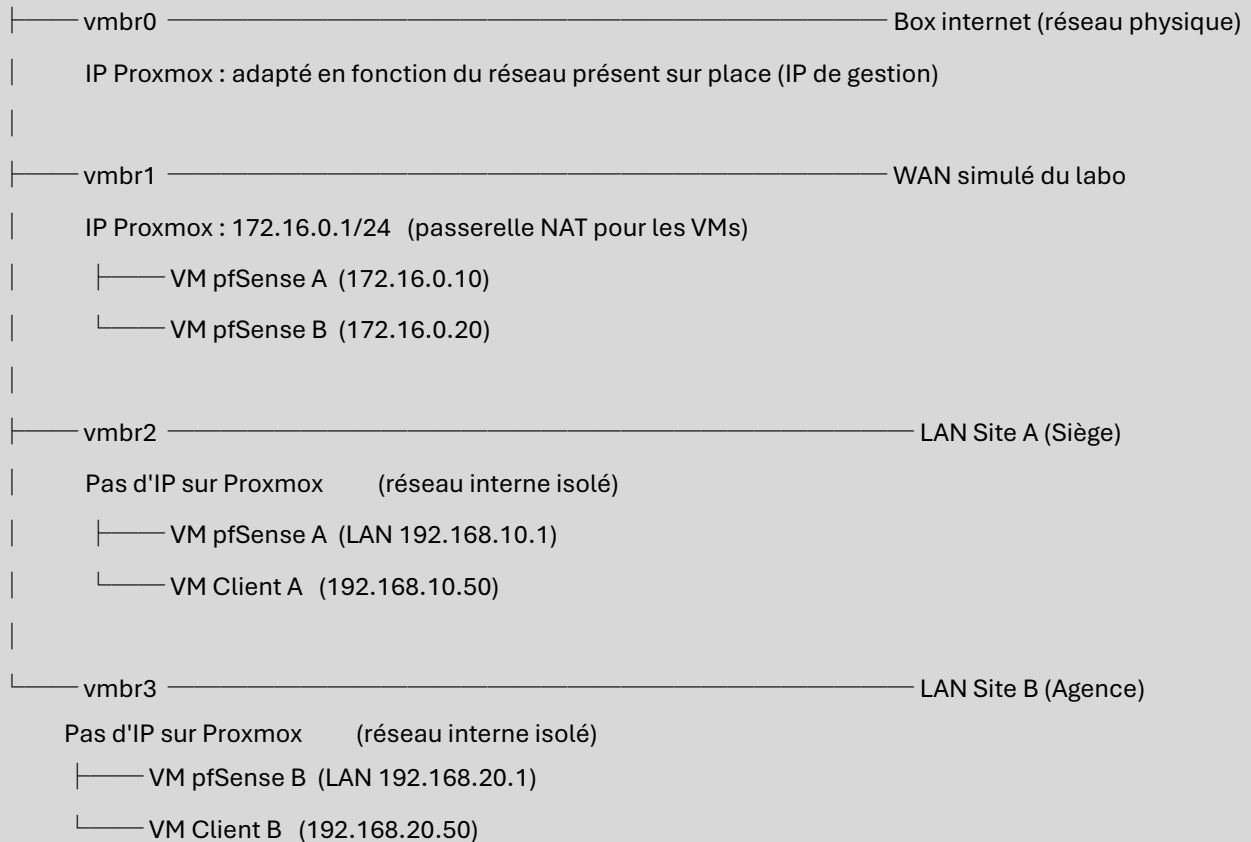 vmbr0 Box internet (réseau physique)
IP Proxmox : adapté en fonction du réseau présent sur place (IP de gestion)
vmbr1 WAN simulé du labo
IP Proxmox : 172.16.0.1/24 (passerelle NAT pour les VMs)
VM pfSense A (172.16.0.10)
VM pfSense B (172.16.0.20)
vmbr2 LAN Site A (Siège)
Pas d'IP sur Proxmox (réseau interne isolé)
VM pfSense A (LAN 192.168.10.1)
VM Client A (192.168.10.50)
vmbr3 LAN Site B (Agence)
Pas d'IP sur Proxmox (réseau interne isolé)
VM pfSense B (LAN 192.168.20.1)
VM Client B (192.168.20.50)